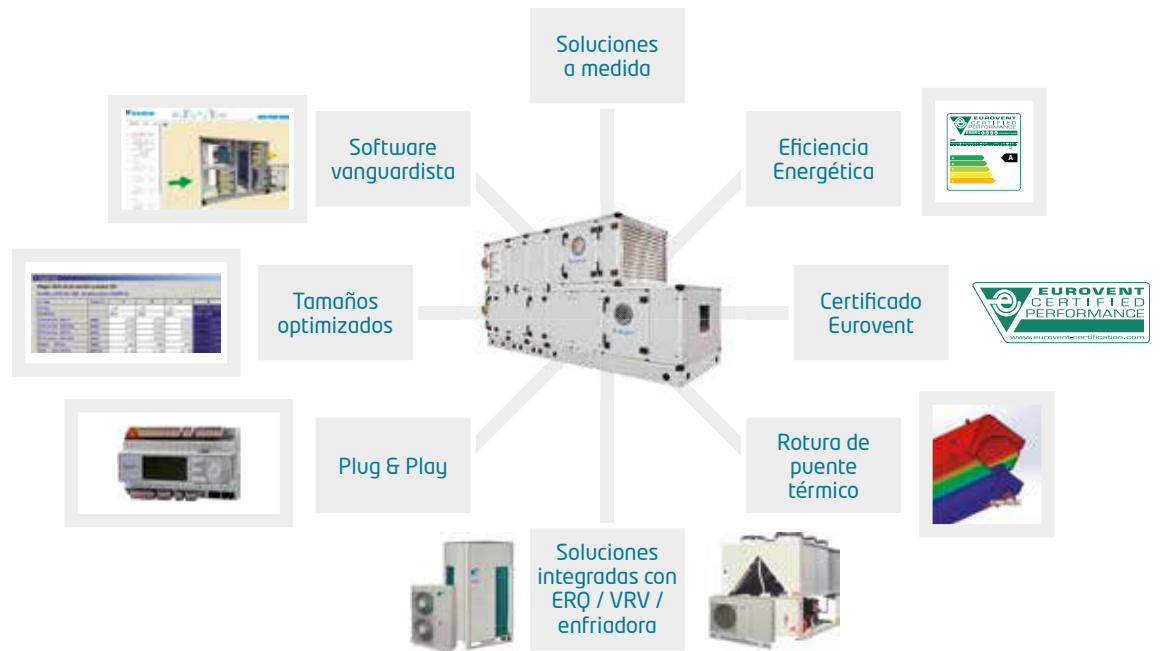 Soluciones
a medida
Software
vanguardista
Eficiencia
Energética
EUROVENT
CERTIFIED
PERFORMANCE
A
Tamaños
optimizados
Certificado
Eurovent
EUROVENT
CERTIFIED
PERFORMANCE
www.eurovent-certification.com
Plug & Play
Rotura de
puente
térmico
Soluciones
integradas con
ERQ / VRV /
enfriadora